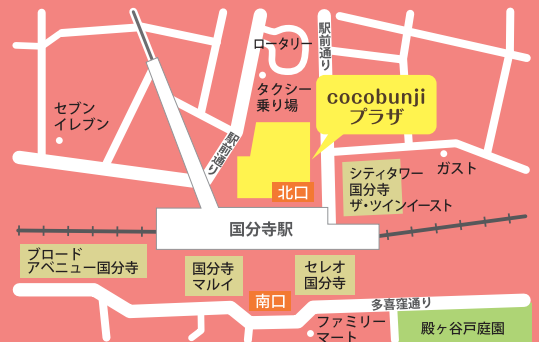 駅前通り
ロータリー
タクシー
乗り場
cocobunji
プラザ
セブン
イレブン
駅前通り
シティタワー
国分寺
ザ・ツインイースト
ガスト
北口
国分寺駅
ブロード
アベニュー国分寺
国分寺
マルイ
セレオ
国分寺
南口
多喜窪通り
ファミリー
マート
殿ヶ谷戸庭園